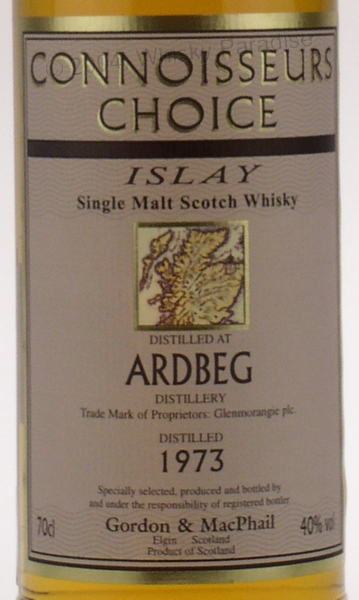 Whisky Paradise
CONNOISSEURS
CHOICE
ISLAY
Single Malt Scotch Whisky
DISTILLED AT
ARDBEG
DISTILLERY
Trade Mark of Proprietors: Glenmorangie plc.
DISTILLED
1973
Specially selected, produced and bottled by
and under the responsibility of registered bottler
70cl Gordon & MacPhail 40% vol
Elgin Scotland
Product of Scotland